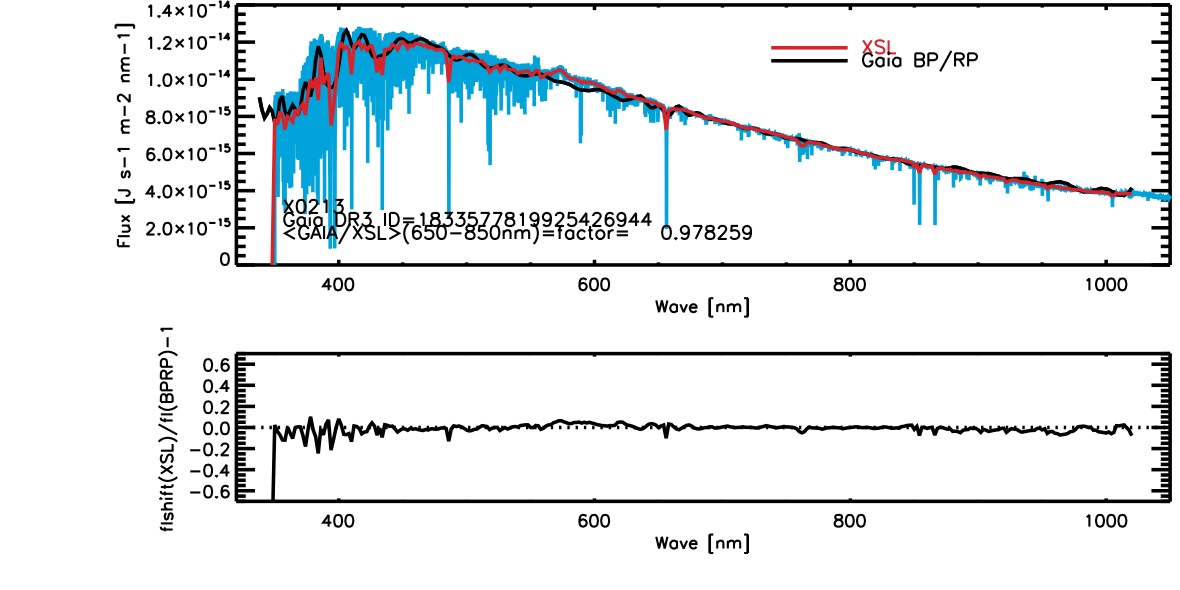 1.4×10−14
1.2×10−14
1.0×10−14
8.0×10−15
6.0×10−15
4.0×10−15
2.0×10−15
0
Flux [J s−1 m−2 nm−1]
XSL
Gaia BP/RP
X0213
Gaia DR3 ID=1833577819925426944
<GAIA/XSL>(650−850nm)=factor= 0.978259
400 600 800 1000
Wave [nm]
0.6
0.4
0.2
0.0
−0.2
−0.4
−0.6
flshift(XSL)/fl(BPRP)−1
400 600 800 1000
Wave [nm]